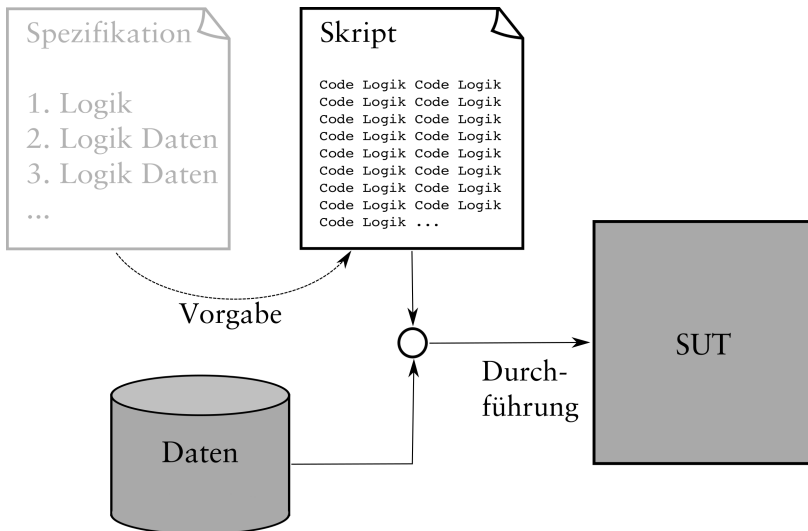 Spezifikation
1. Logik
2. Logik Daten
3. Logik Daten
...
Skript
Code Logik Code Logik
Code Logik Code Logik
Code Logik Code Logik
Code Logik Code Logik
Code Logik Code Logik
Code Logik Code Logik
Code Logik Code Logik
Code Logik Code Logik
Code Logik ...
Vorgabe
Durch-
führung
SUT
Daten